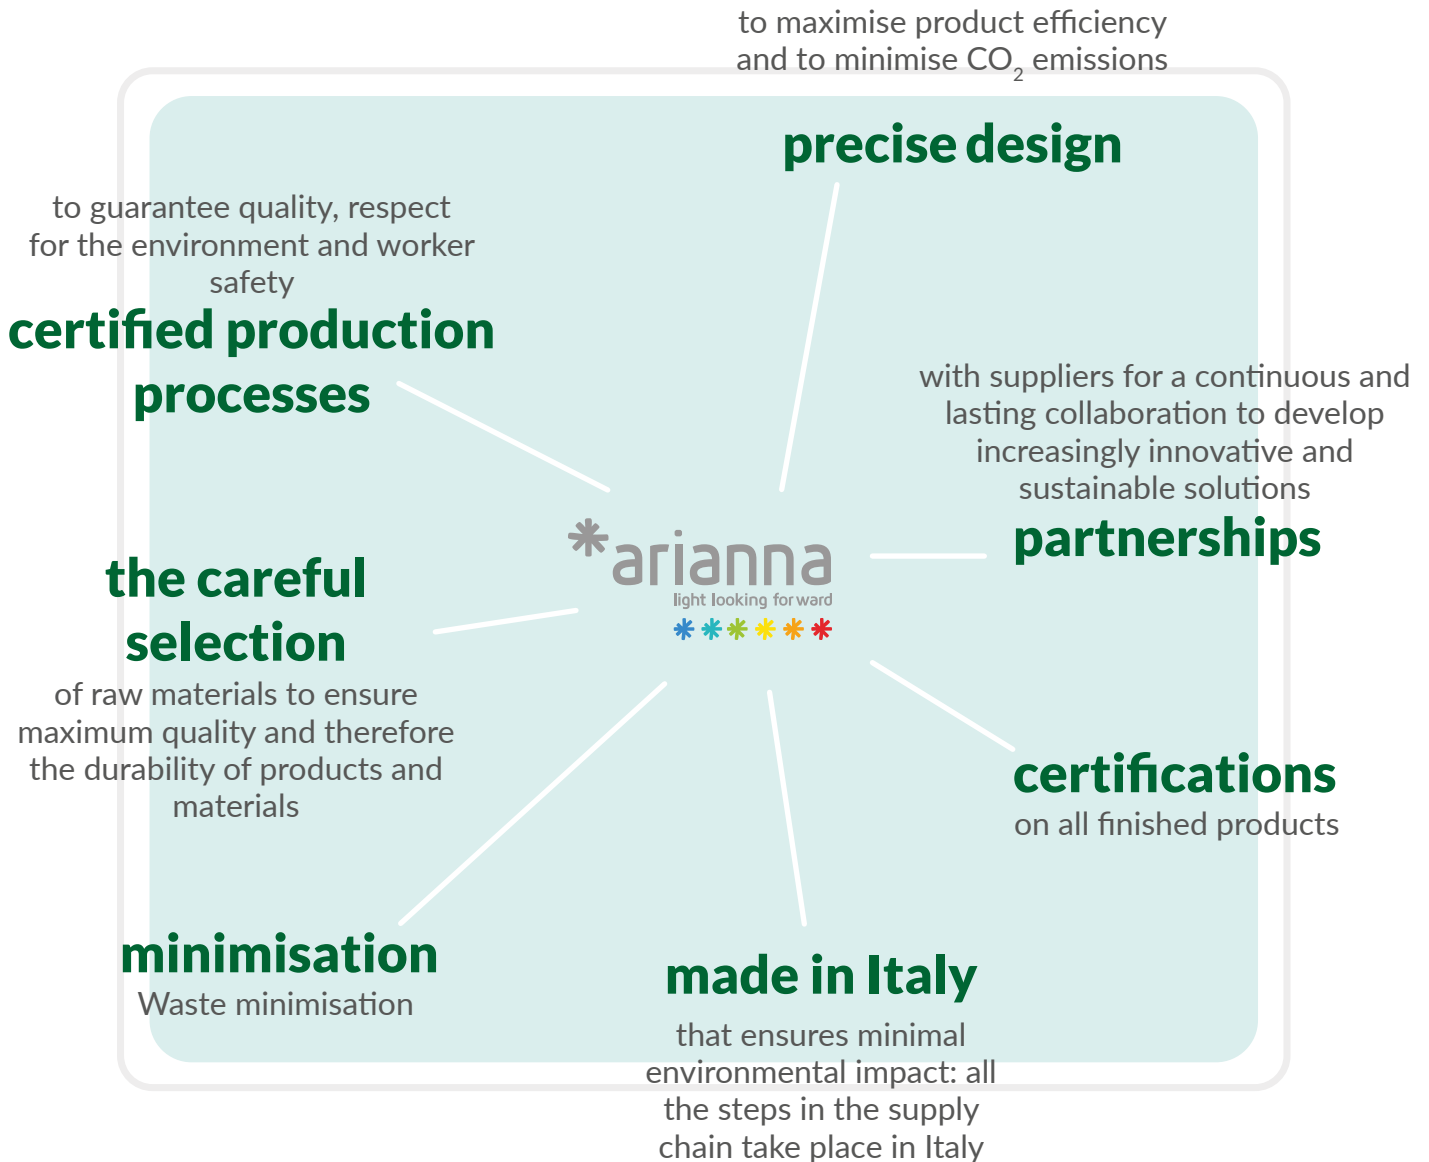 to maximise product efficiency
and to minimise CO₂ emissions
precise design
to guarantee quality, respect
for the environment and worker
safety
certified production
processes
with suppliers for a continuous and
lasting collaboration to develop
increasingly innovative and
sustainable solutions
partnerships
*arianna
light looking forward
the careful
selection
of raw materials to ensure
maximum quality and therefore
the durability of products and
materials
certifications
on all finished products
minimisation
Waste minimisation
made in Italy
that ensures minimal
environmental impact: all
the steps in the supply
chain take place in Italy